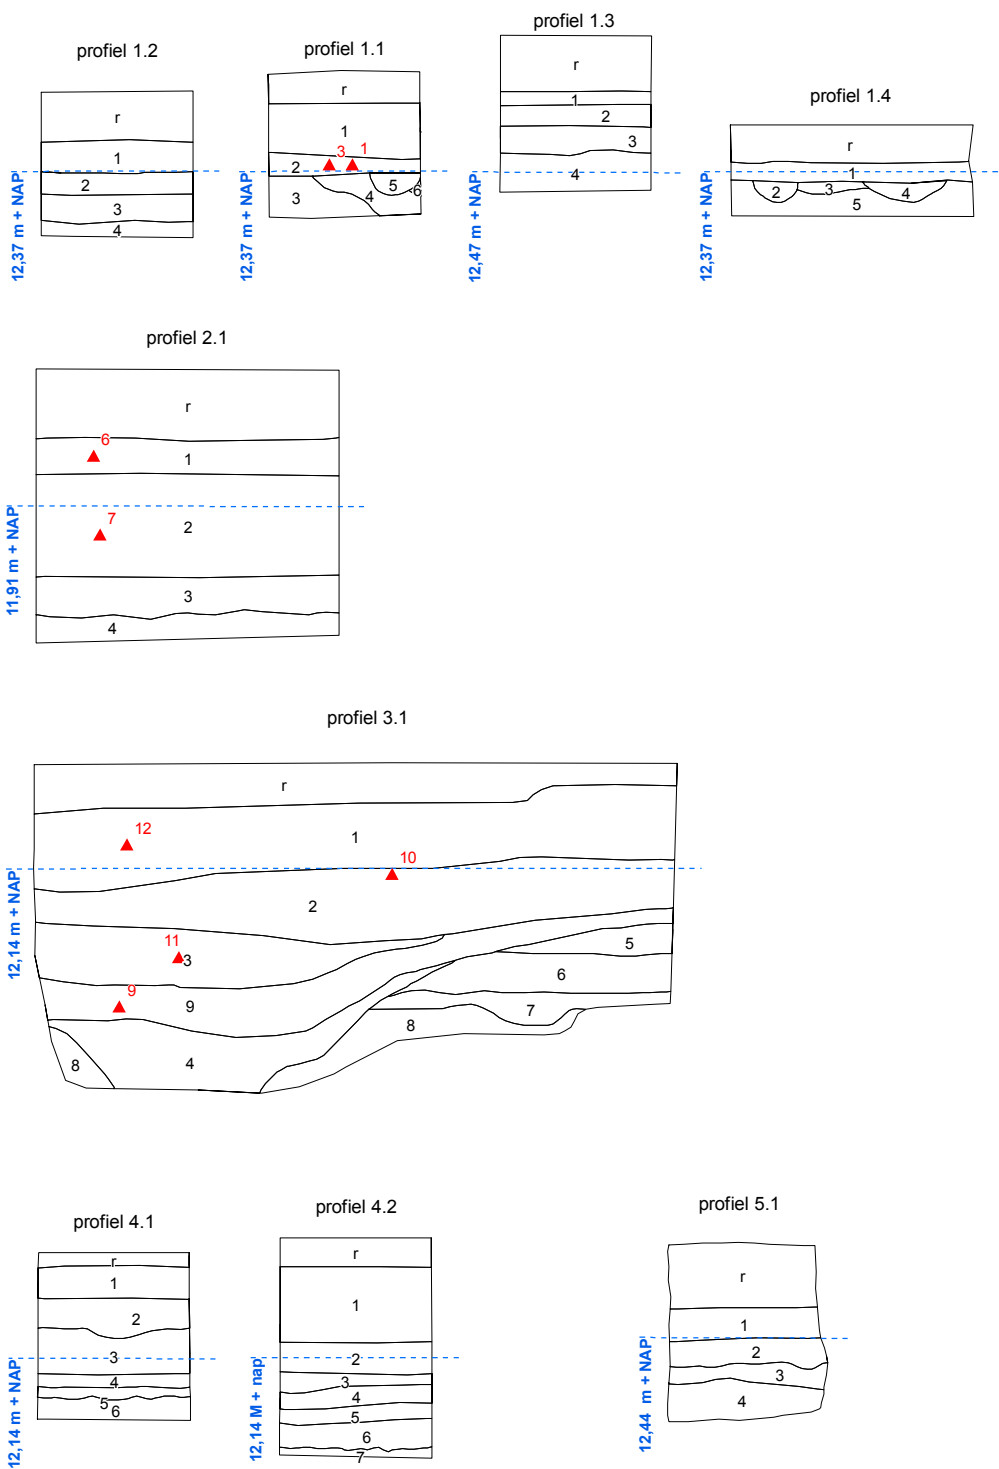 profiel 1.2
r
1
2
3
4
12,37 m + NAP
profiel 1.1
r
1
3 1
2
3
4
5
6
12,37 m + NAP
profiel 1.3
r
1
2
3
4
12,47 m + NAP
profiel 1.4
r
1
2
3
4
5
12,37 m + NAP
profiel 2.1
r
6
1
7
2
3
4
11,91 m + NAP
profiel 3.1
r
12
1
10
2
11
3
5
6
9
9
7
8
4
8
12,14 m + NAP
profiel 4.1
r
1
2
3
4
5
6
12,14 m + NAP
profiel 4.2
r
1
2
3
4
5
6
7
12,14 M + nap
profiel 5.1
r
1
2
3
4
12,44 m + NAP